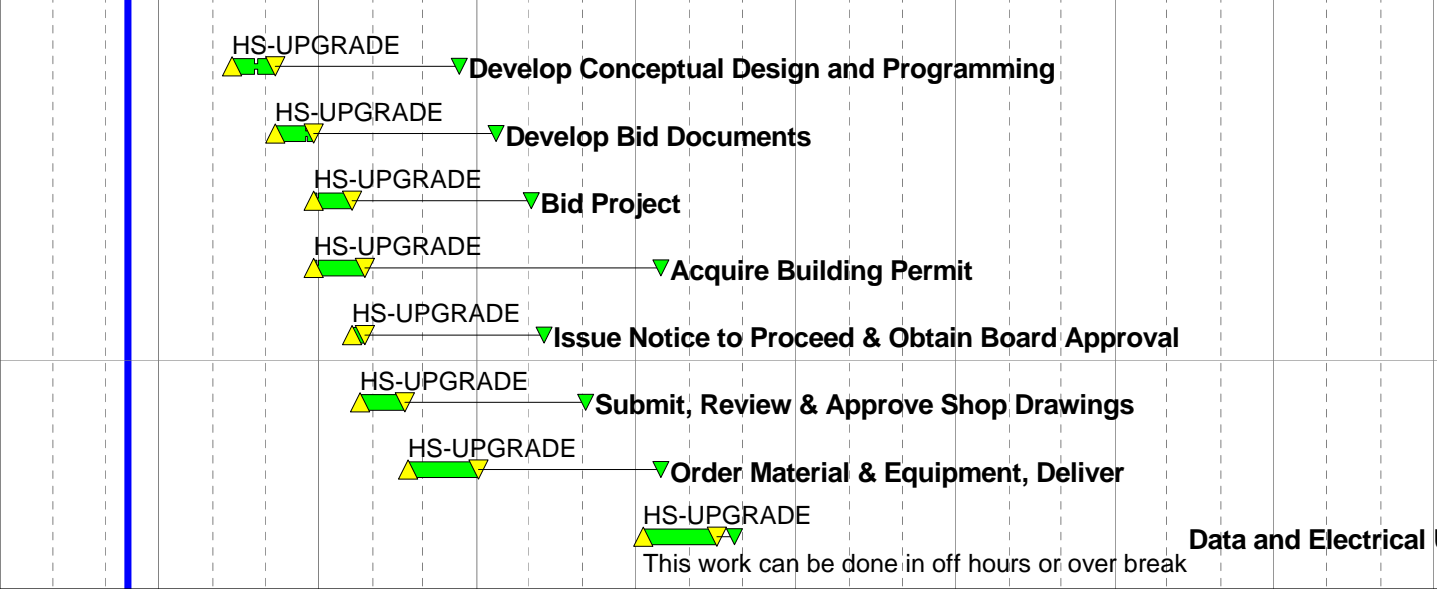 HS-UPGRADE
Develop Conceptual Design and Programming
HS-UPGRADE
Develop Bid Documents
HS-UPGRADE
Bid Project
HS-UPGRADE
Acquire Building Permit
HS-UPGRADE
Issue Notice to Proceed & Obtain Board Approval
HS-UPGRADE
Submit, Review & Approve Shop Drawings
HS-UPGRADE
Order Material & Equipment, Deliver
HS-UPGRADE
Data and Electrical
This work can be done in off hours or over break